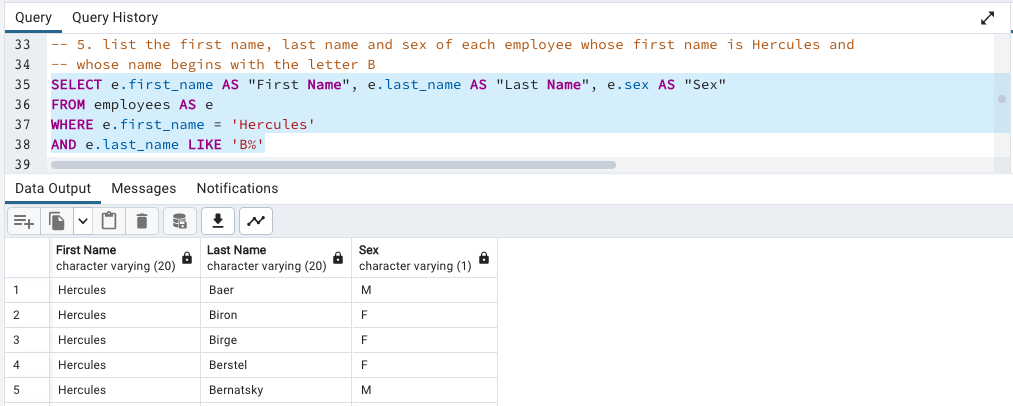 Query Query History
33 -- 5. list the first name, last name and sex of each employee whose first name is Hercules and
34 -- whose name begins with the letter B
35 SELECT e.first_name AS "First Name", e.last_name AS "Last Name", e.sex AS "Sex"
36 FROM employees AS e
37 WHERE e.first_name = 'Hercules'
38 AND e.last_name LIKE 'B%'
39
Data Output Messages Notifications
First Name Last Name Sex
character varying (20) character varying (20) character varying (1)
1 Hercules Baer M
2 Hercules Biron F
3 Hercules Birge F
4 Hercules Berstel F
5 Hercules Bernatsky M